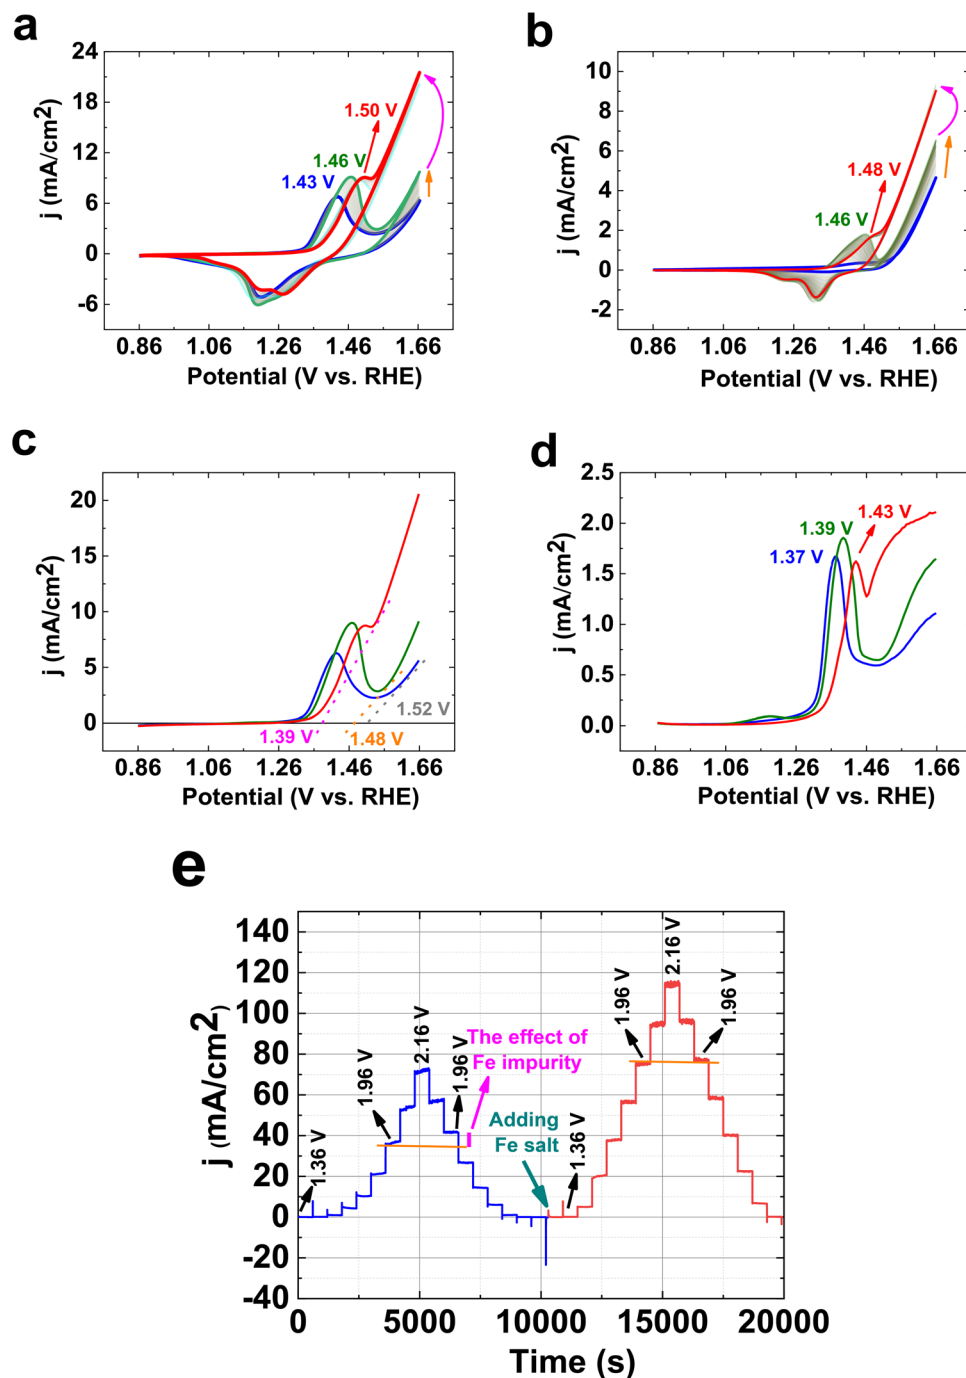 a
24
18
12
6
0
-6
j (mA/cm2)
1.50 V
1.46 V
1.43 V
0.86 1.06 1.26 1.46 1.66
Potential (V vs. RHE)
b
10
8
6
4
2
0
-2
j (mA/cm2)
1.48 V
1.46 V
0.86 1.06 1.26 1.46 1.66
Potential (V vs. RHE)
c
20
15
10
5
0
j (mA/cm2)
1.52 V
1.39 V
1.48 V
0.86 1.06 1.26 1.46 1.66
Potential (V vs. RHE)
d
2.5
2.0
1.5
1.0
0.5
0.0
j (mA/cm2)
1.43 V
1.39 V
1.37 V
0.86 1.06 1.26 1.46 1.66
Potential (V vs. RHE)
e
140
120
100
80
60
40
20
0
-20
-40
j (mA/cm2)
1.36 V
1.96 V
2.16 V
1.96 V
The effect of
Fe impurity
Adding
Fe salt
1.36 V
1.96 V
2.16 V
1.96 V
0 5000 10000 15000 20000
Time (s)